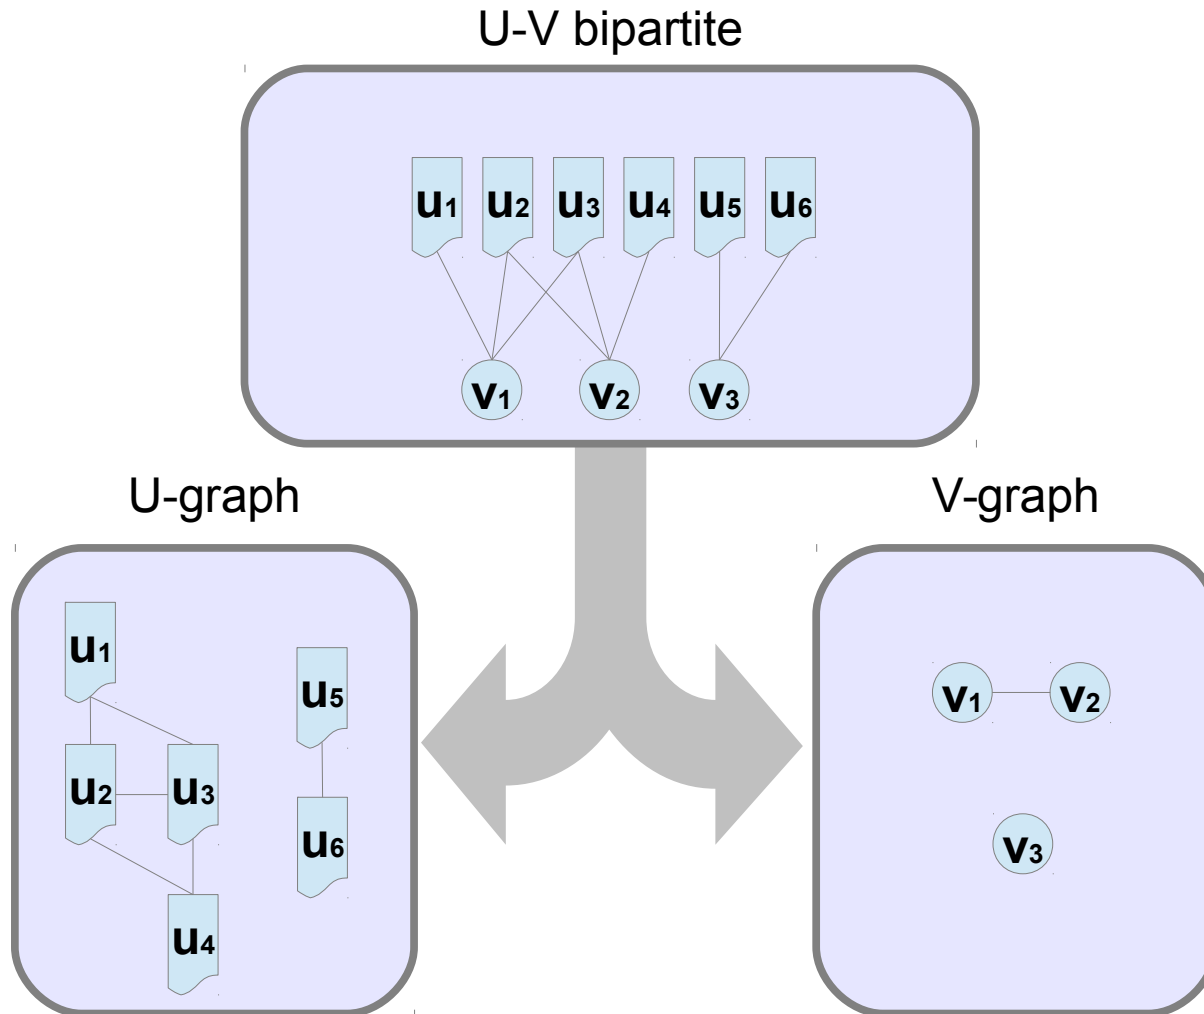 U-V bipartite
u1 u2 u3 u4 u5 u6
v1 v2 v3
U-graph
u1
u5
u2 u3
u6
u4
V-graph
v1 v2
v3